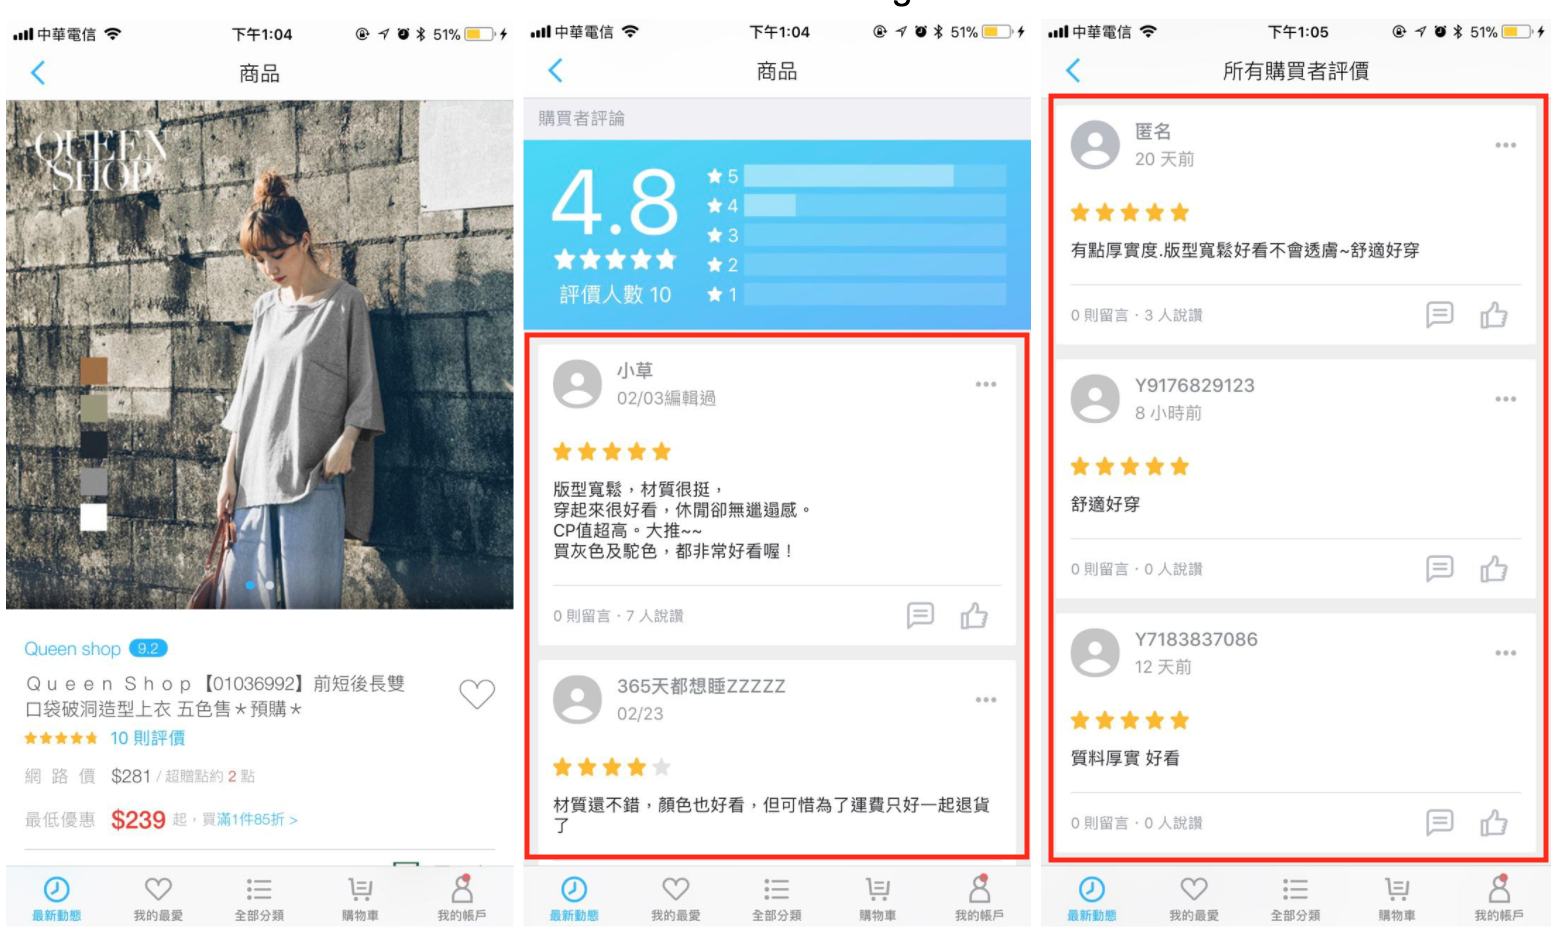 中華電信
下午1:04
51%
商品
QUEEN
SHOP
Queen shop 9.2
Queen Shop【01036992】前短後長雙
口袋破洞造型上衣 五色售★預購★
10 則評價
網路價 $281 / 超贈點約 2 點
最低優惠 $239 起，買滿1件85折 >
最新動態
我的最愛
全部分類
購物車
我的帳戶
中華電信
下午1:04
51%
商品
購買者評論
4.8
評價人數 10
★ 5
★ 4
★ 3
★ 2
★ 1
小草
02/03編輯過
版型寬鬆，材質很挺，
穿起來很好看，休閒卻無邋遢感。
CP值超高。大推~~
買灰色及駝色，都非常好看喔！
0 則留言．7 人說讚
365天都想睡ZZZZZ
02/23
材質還不錯，顏色也好看，但可惜為了運費只好一起退貨
了
最新動態
我的最愛
全部分類
購物車
我的帳戶
中華電信
下午1:05
51%
所有購買者評價
匿名
20 天前
有點厚實度.版型寬鬆好看不會透膚~舒適好穿
0 則留言．3 人說讚
Y9176829123
8 小時前
舒適好穿
0 則留言．0 人說讚
Y7183837086
12 天前
質料厚實 好看
0 則留言．0 人說讚
最新動態
我的最愛
全部分類
購物車
我的帳戶